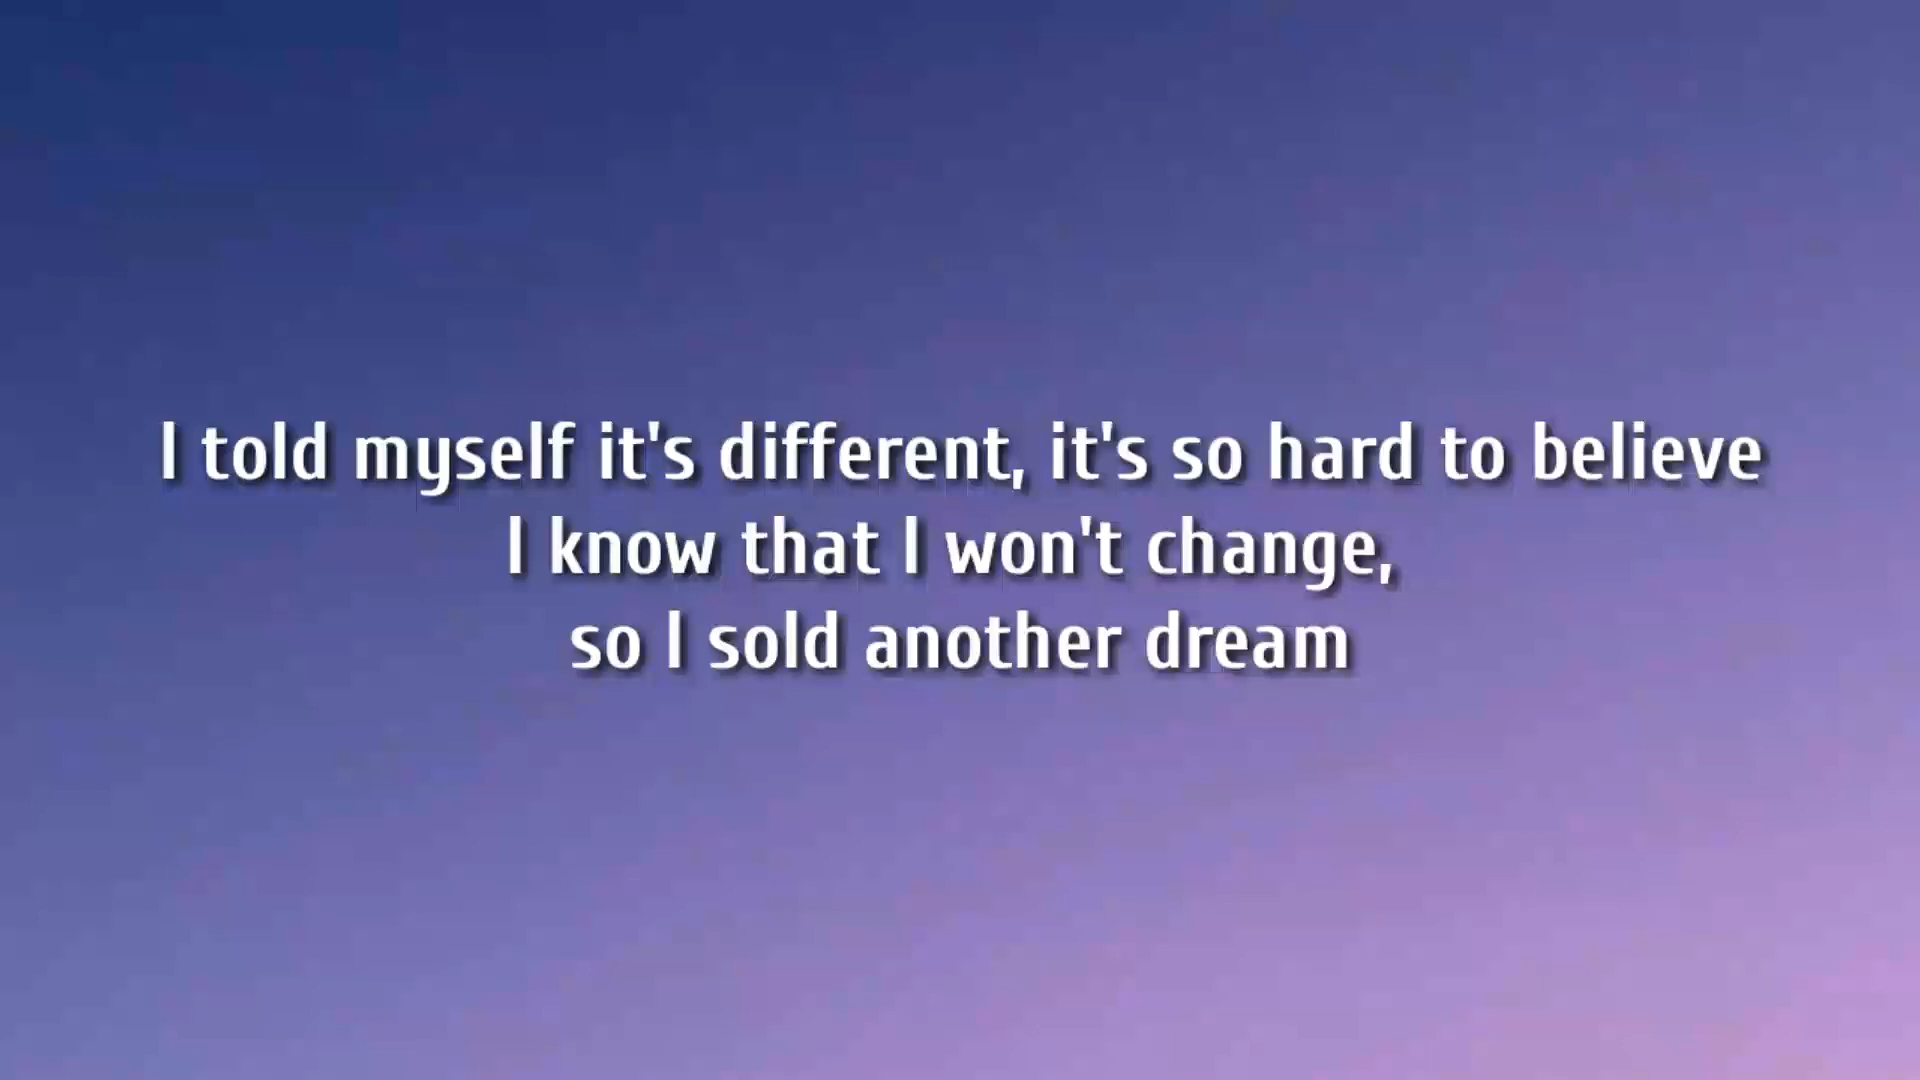 I told myself it's different, it's so hard to believe
I know that I won't change,
so I sold another dream